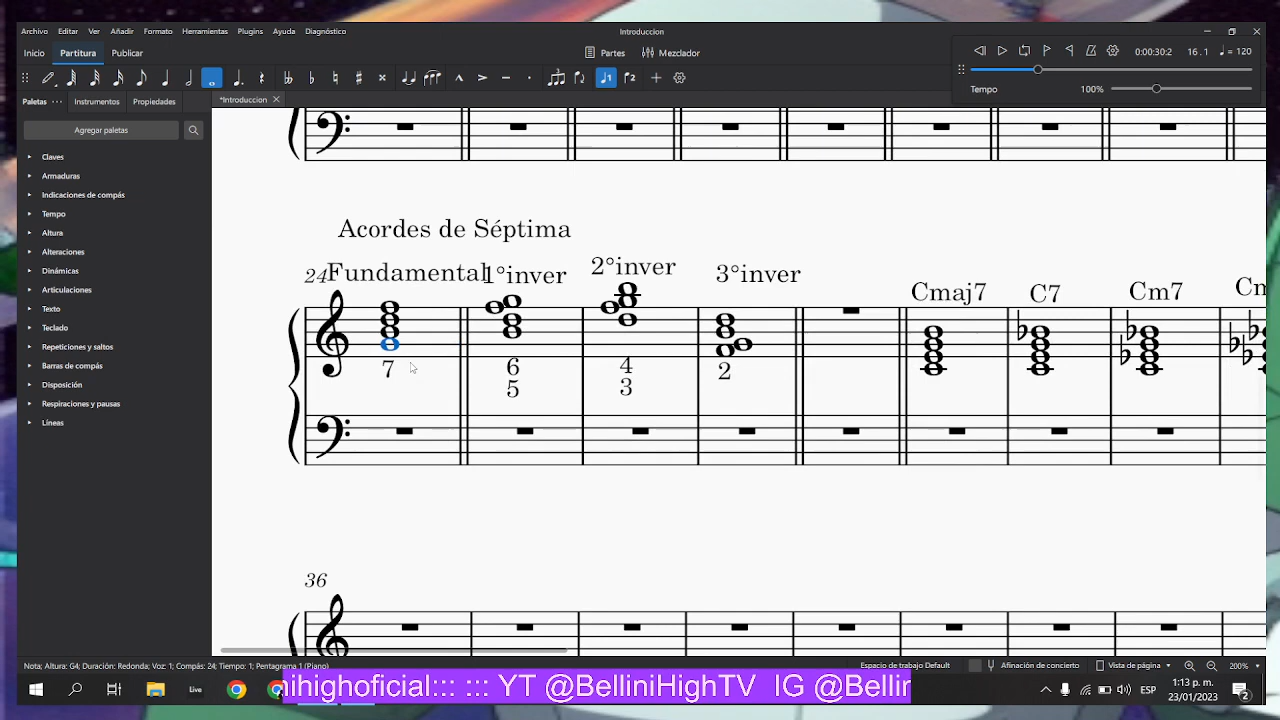 Archivo Editar Ver Añadir Formato Herramientas Plugins Ayuda Diagnóstico
Introduccion
Inicio Partitura Publicar
Partes Mezclador
0:00:30:2 16.1 = 120
Tempo 100%
Paletas Instrumentos Propiedades
*Introduccion
Agregar paletas
Claves
Armaduras
Indicaciones de compás
Tempo
Altura
Alteraciones
Dinámicas
Articulaciones
Texto
Teclado
Repeticiones y saltos
Barras de compás
Disposición
Respiraciones y pausas
Líneas
Acordes de Séptima
24 Fundamental 1°inver 2°inver 3°inver
Cmaj7 C7 Cm7
7 6 4 2
5 3
36
Nota; Altura: G4; Duración: Redonda; Voz: 1; Compás: 24; Tiempo: 1; Pentagrama 1 (Piano)
Espacio de trabajo Default Afinación de concierto Vista de página 200%
Live
nihighoficial::: ::: YT @BelliniHighTV IG @Bellin
ESP
1:13 p. m.
23/01/2023
2